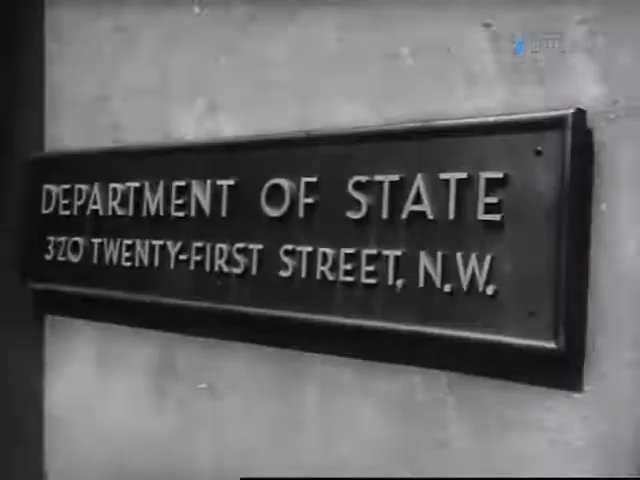 DEPARTMENT OF STATE
320 TWENTY-FIRST STREET, N.W.